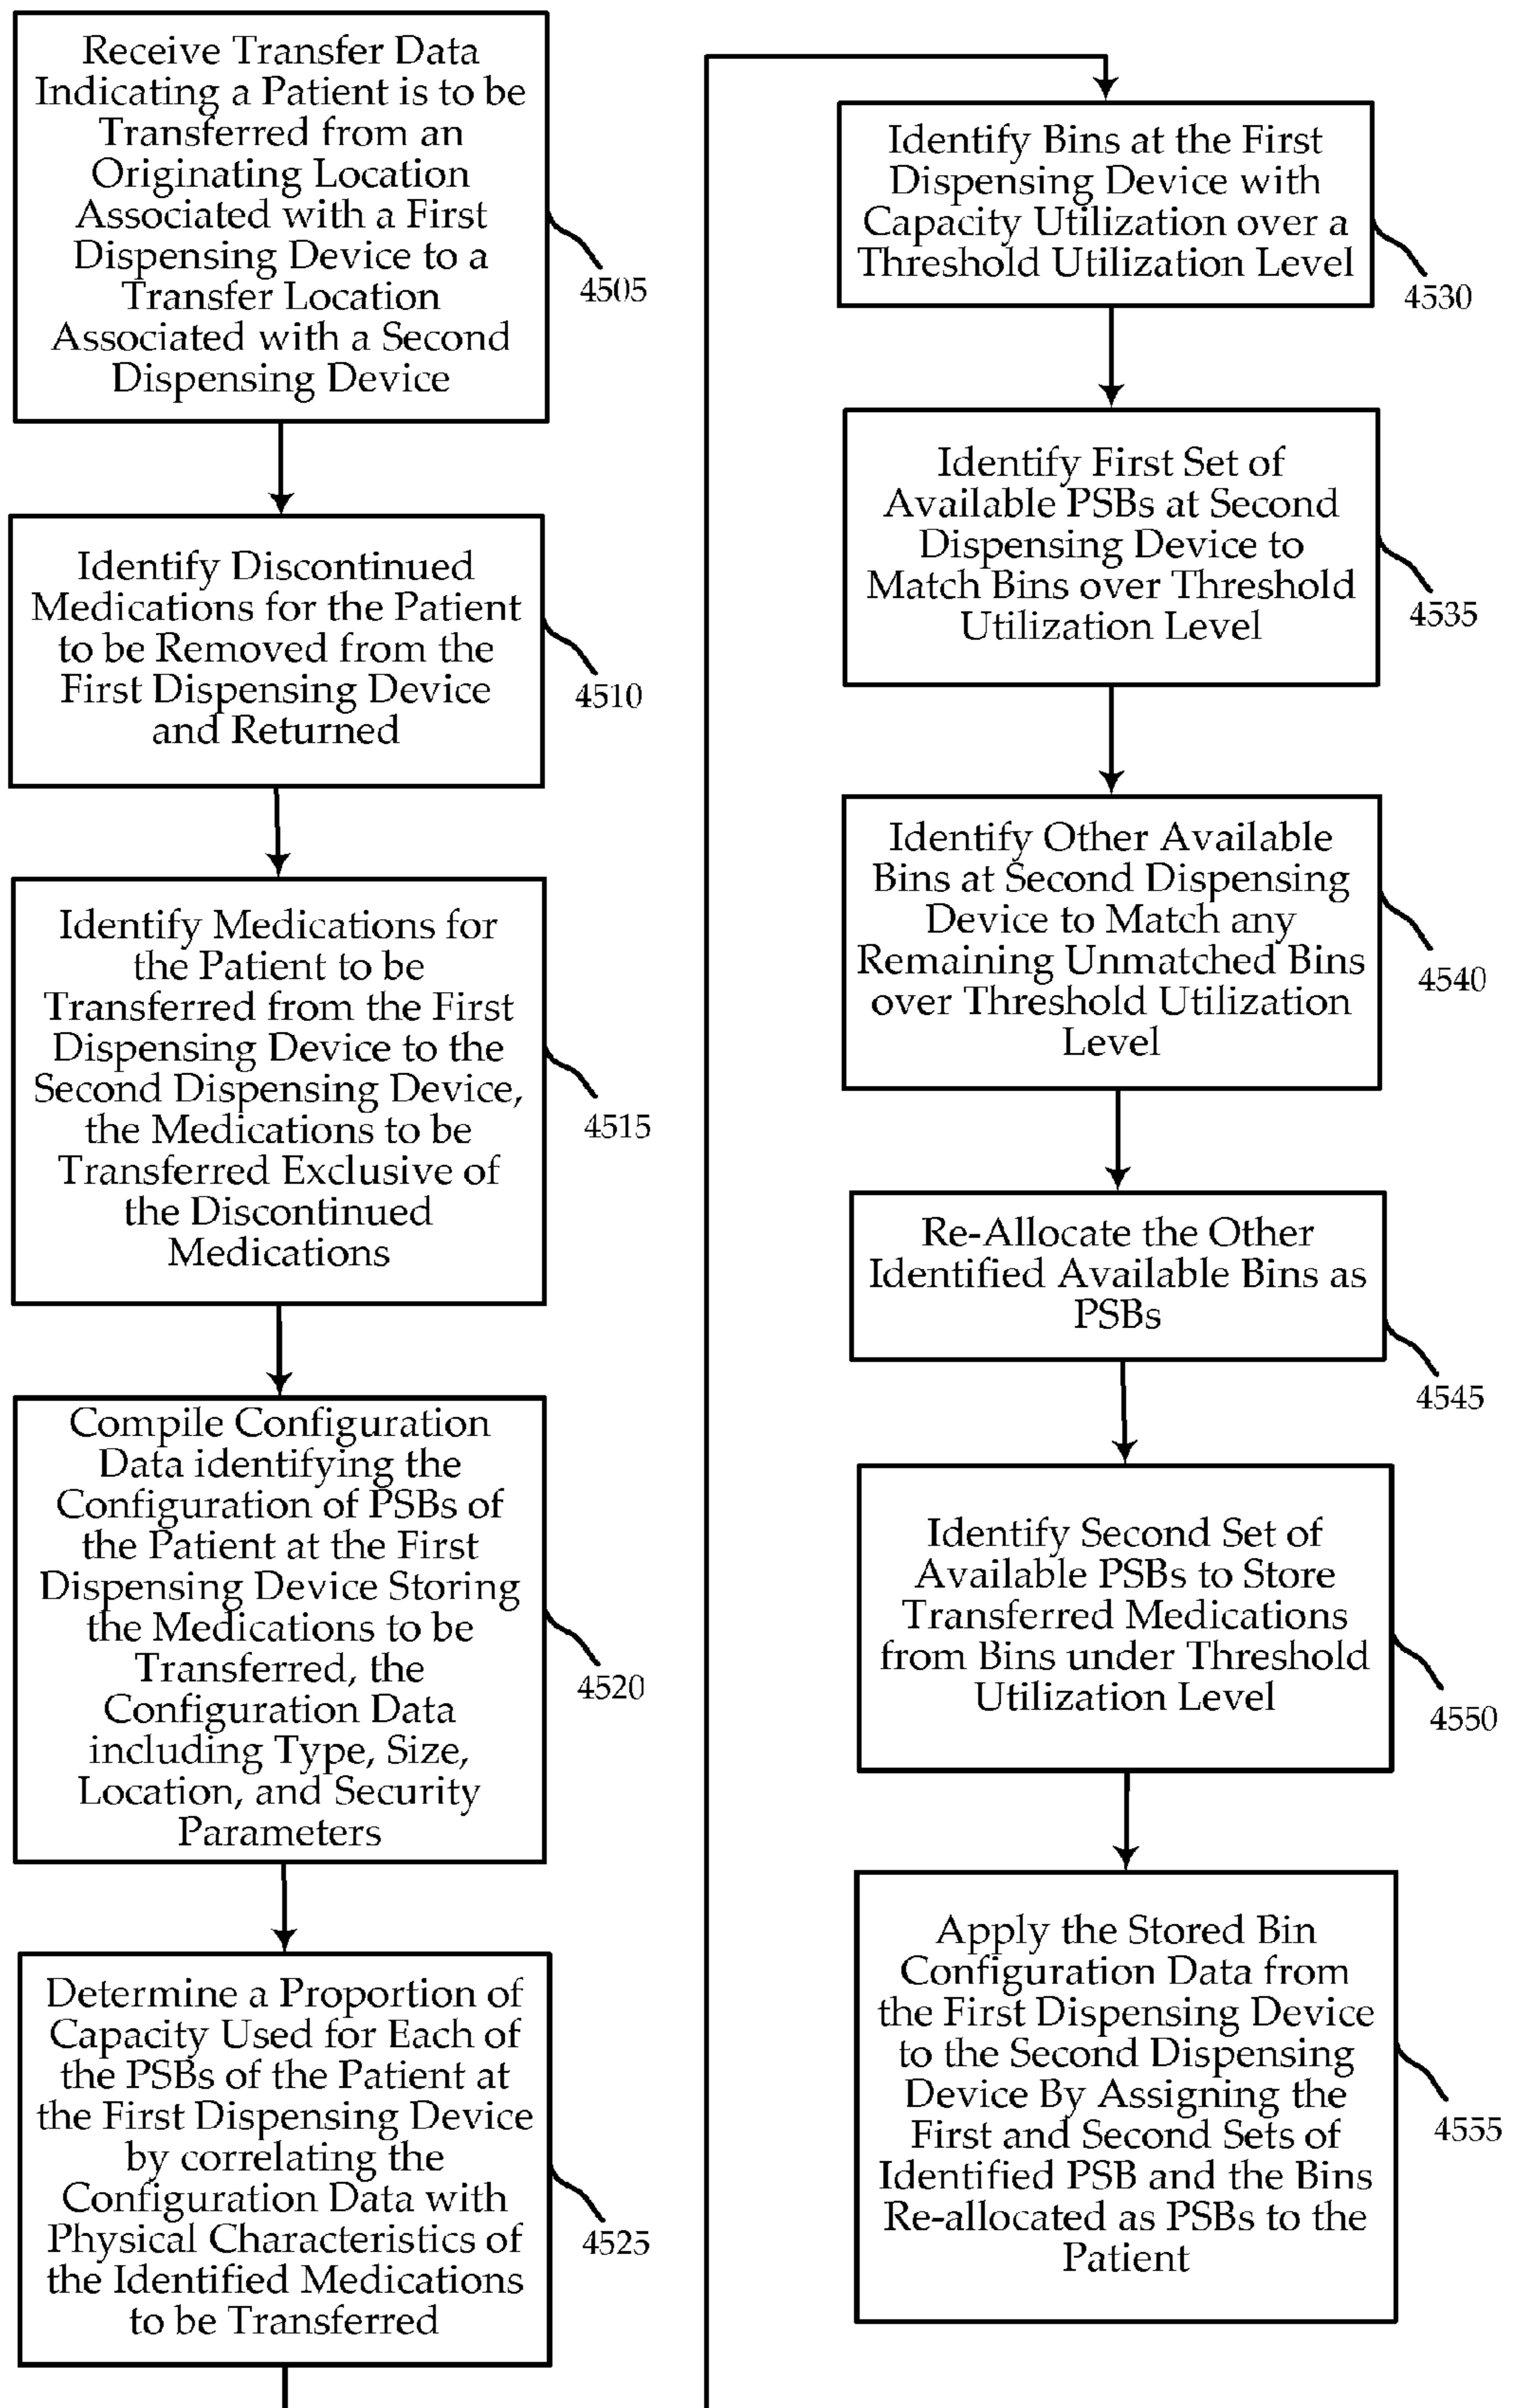 Receive Transfer Data
Indicating a Patient is to be
Transferred from an
Originating Location
Associated with a First
Dispensing Device to a
Transfer Location
Associated with a Second
Dispensing Device
4505
Identify Discontinued
Medications for the Patient
to be Removed from the
First Dispensing Device
and Returned
4510
Identify Medications for
the Patient to be
Transferred from the First
Dispensing Device to the
Second Dispensing Device,
the Medications to be
Transferred Exclusive of
the Discontinued
Medications
4515
Compile Configuration
Data identifying the
Configuration of PSBs of
the Patient at the First
Dispensing Device Storing
the Medications to be
Transferred, the
Configuration Data
including Type, Size,
Location, and Security
Parameters
4520
Determine a Proportion of
Capacity Used for Each of
the PSBs of the Patient at
the First Dispensing Device
by correlating the
Configuration Data with
Physical Characteristics of
the Identified Medications
to be Transferred
4525
Identify Bins at the First
Dispensing Device with
Capacity Utilization over a
Threshold Utilization Level
4530
Identify First Set of
Available PSBs at Second
Dispensing Device to
Match Bins over Threshold
Utilization Level
4535
Identify Other Available
Bins at Second Dispensing
Device to Match any
Remaining Unmatched Bins
over Threshold Utilization
Level
4540
Re-Allocate the Other
Identified Available Bins as
PSBs
4545
Identify Second Set of
Available PSBs to Store
Transferred Medications
from Bins under Threshold
Utilization Level
4550
Apply the Stored Bin
Configuration Data from
the First Dispensing Device
to the Second Dispensing
Device By Assigning the
First and Second Sets of
Identified PSB and the Bins
Re-allocated as PSBs to the
Patient
4555